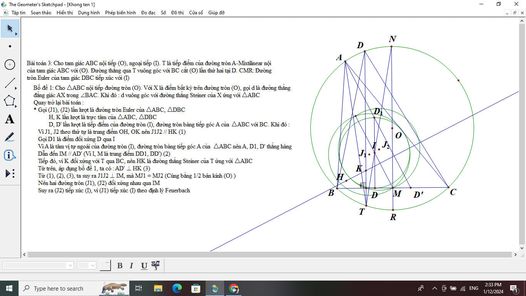 The Geometer's Sketchpad - [Khong ten 1]
Tập tin Soạn thảo Hiển thị Dựng hình Phép biến hình Đo đạc Số Đồ thị Cửa sổ Giúp đỡ
Bài toán 3: Cho tam giác ABC nội tiếp (O), ngoại tiếp (I). T là tiếp điểm của đường tròn A-Mixtilinear nội
của tam giác ABC với (O). Đường thẳng qua T vuông góc với BC cắt (O) lần thứ hai tại D. CMR: Đường
tròn Euler của tam giác DBC tiếp xúc với (I)
Bổ đề 1: Cho △ABC nội tiếp đường tròn (O). Với X là điểm bất kỳ trên đường tròn (O), gọi d là đường thẳng
đẳng giác AX trong ∠BAC. Khi đó : d vuông góc với đường thẳng Steiner của X ứng với △ABC
Quay trở lại bài toán :
* Gọi (J1), (J2) lần lượt là đường tròn Euler của △ABC, △DBC
H, K lần lượt là trực tâm của △ABC, △DBC
D, D' lần lượt là tiếp điểm của đường tròn (I), đường tròn bàng tiếp góc A của △ABC với BC. Khi đó :
Vì J1, J2 theo thứ tự là trung điểm OH, OK nên J1J2 // HK (1)
Gọi D1 là điểm đối xứng D qua I
Vì A là tâm vị tự ngoài của đường tròn (I), đường tròn bàng tiếp góc A của △ABC nên A, D1, D' thẳng hàng
Dẫn đến IM // AD' (Vì I, M là trung điểm DD1, DD') (2)
Tiếp đó, vì K đối xứng với T qua BC, nên HK là đường thẳng Steiner của T ứng với △ABC
Từ trên, áp dụng bổ đề 1, ta có : AD' ⊥ HK (3)
Từ (1), (2), (3), ta suy ra J1J2 ⊥ IM, mà MJ1 = MJ2 (Cùng bằng 1/2 bán kính (O) )
Nên hai đường tròn (J1), (J2) đối xứng nhau qua IM
Suy ra (J2) tiếp xúc (I), vì (J1) tiếp xúc (I) theo định lý Feuerbach
A D N
D1
O
J1 I J2
H K
B D M D' C
T R
B I U
Type here to search
ENG
2:33 PM
1/12/2024